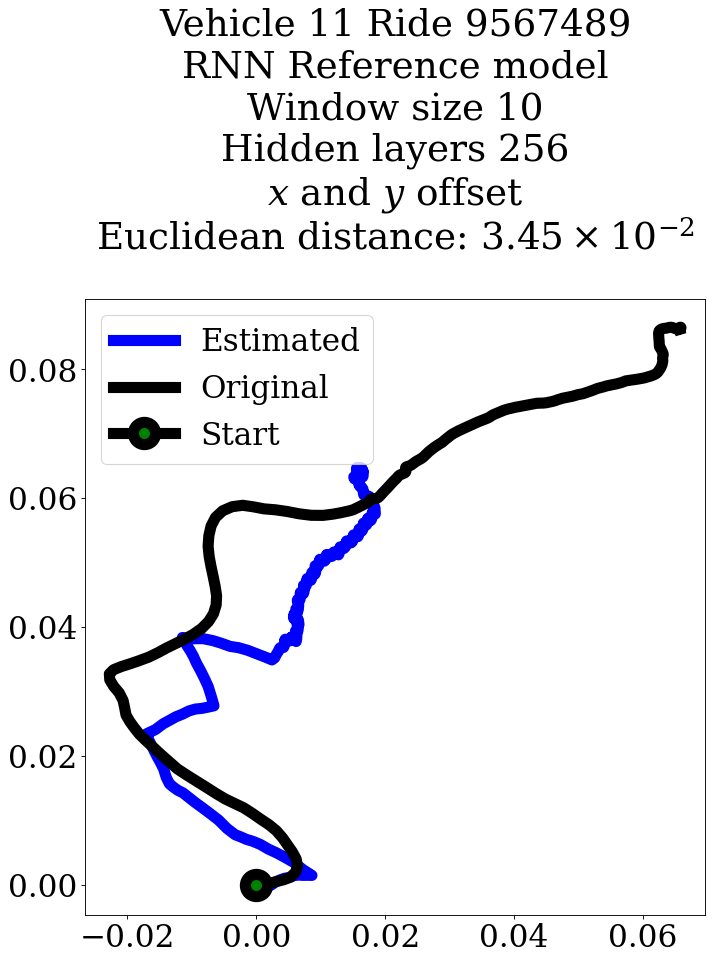 Vehicle 11 Ride 9567489
RNN Reference model
Window size 10
Hidden layers 256
x and y offset
Euclidean distance: 3.45 × 10⁻²
Estimated
Original
Start
0.08
0.06
0.04
0.02
0.00
−0.02 0.00 0.02 0.04 0.06